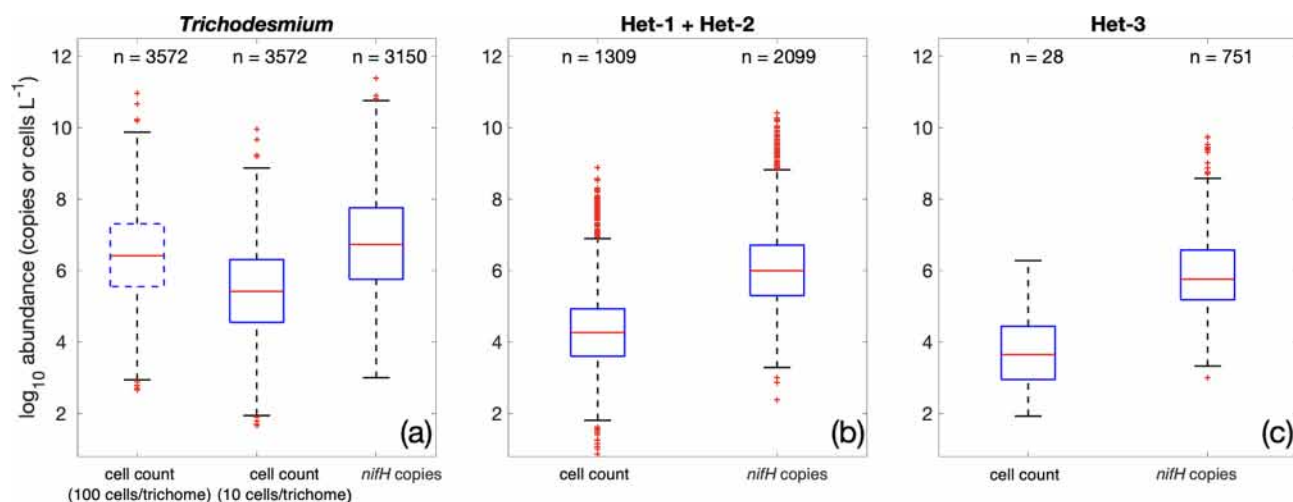 Trichodesmium
Het-1 + Het-2
Het-3
log10 abundance (copies or cells L-1)
12
10
8
6
4
2
n = 3572
n = 3572
n = 3150
(a)
cell count
(100 cells/trichome)
cell count
(10 cells/trichome)
nifH copies
12
10
8
6
4
2
n = 1309
n = 2099
(b)
cell count
nifH copies
12
10
8
6
4
2
n = 28
n = 751
(c)
cell count
nifH copies